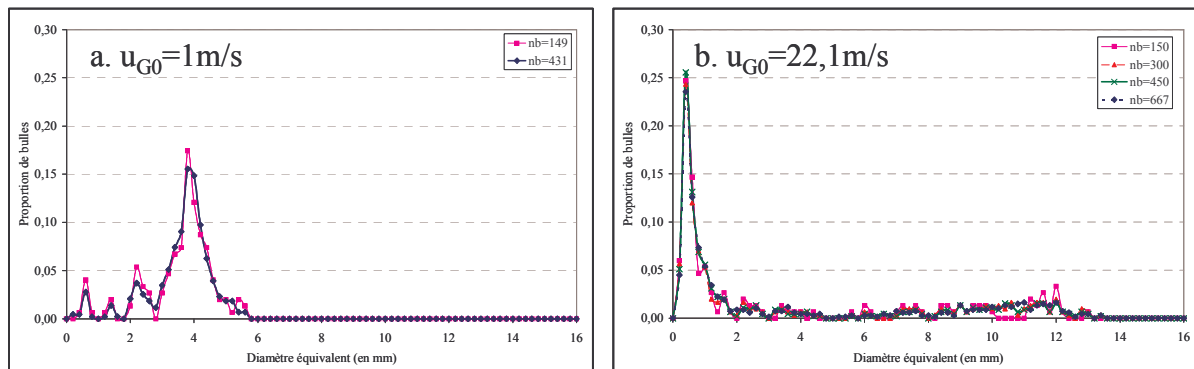 a. uG0=1m/s
nb=149
nb=431
Proportion de bulles
0,30
0,25
0,20
0,15
0,10
0,05
0,00
0 2 4 6 8 10 12 14 16
Diamètre équivalent (en mm)
b. uG0=22,1m/s
nb=150
nb=300
nb=450
nb=667
Proportion de bulles
0,30
0,25
0,20
0,15
0,10
0,05
0,00
0 2 4 6 8 10 12 14 16
Diamètre équivalent (en mm)